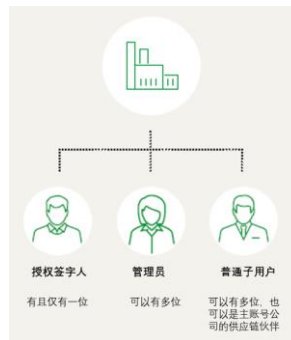 授权签字人 管理员 普通子用户
有且仅有一位 可以有多位 可以有多位、也
可以是主账号公
司的供应链伙伴